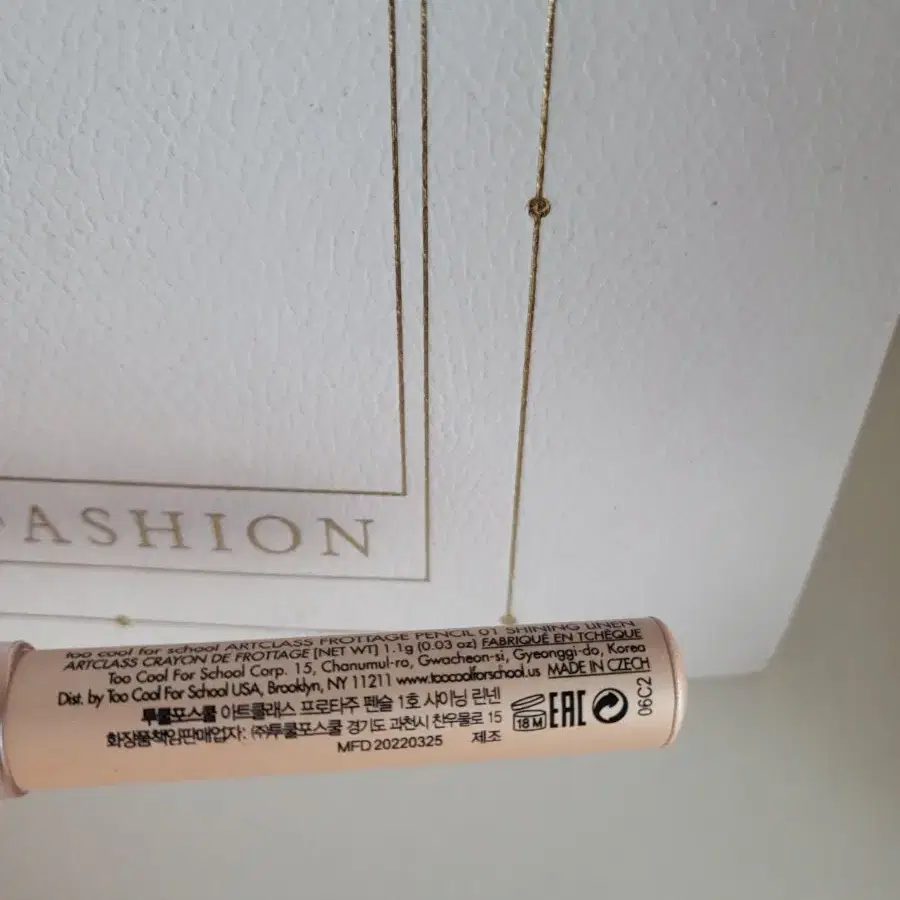 FASHION
too cool for school ARTCLASS FROTTAGE PENCIL 01 SHINING LINEN
ARTCLASS CRAYON DE FROTTAGE [NET WT] 1.1g (0.03 oz) FABRIQUÉ EN TCHÈQUE
Too Cool For School Corp. 15, Chanumul-ro, Gwacheon-si, Gyeonggi-do, Korea
Dist. by Too Cool For School USA, Brooklyn, NY 11211 www.toocoolforschool.us MADE IN CZECH
투쿨포스쿨 아트클래스 프로타주 펜슬 1호 샤이닝 린넨
화장품책임판매업자: ㈜투쿨포스쿨 경기도 과천시 찬우물로 15
MFD 20220325 제조
18 M EAC
06C2